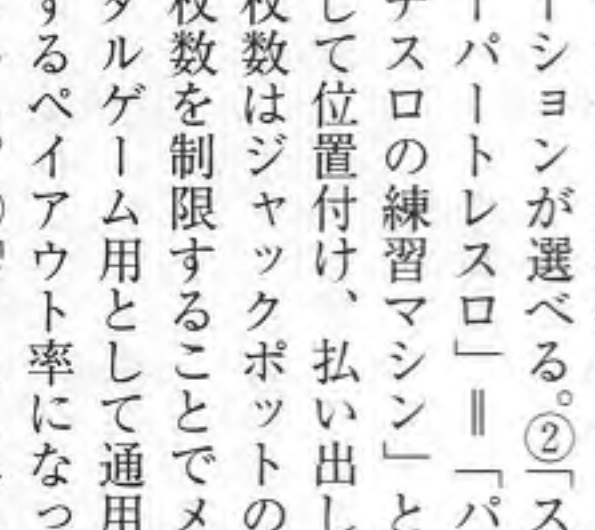 ーションが選べる。②「ス
ーパートレスロ」＝「パ
チスロの練習マシン」と
して位置付け、払い出し
枚数はジャックポットの
枚数を制限することでメ
タルゲーム用として通用
するペイアウト率になっ